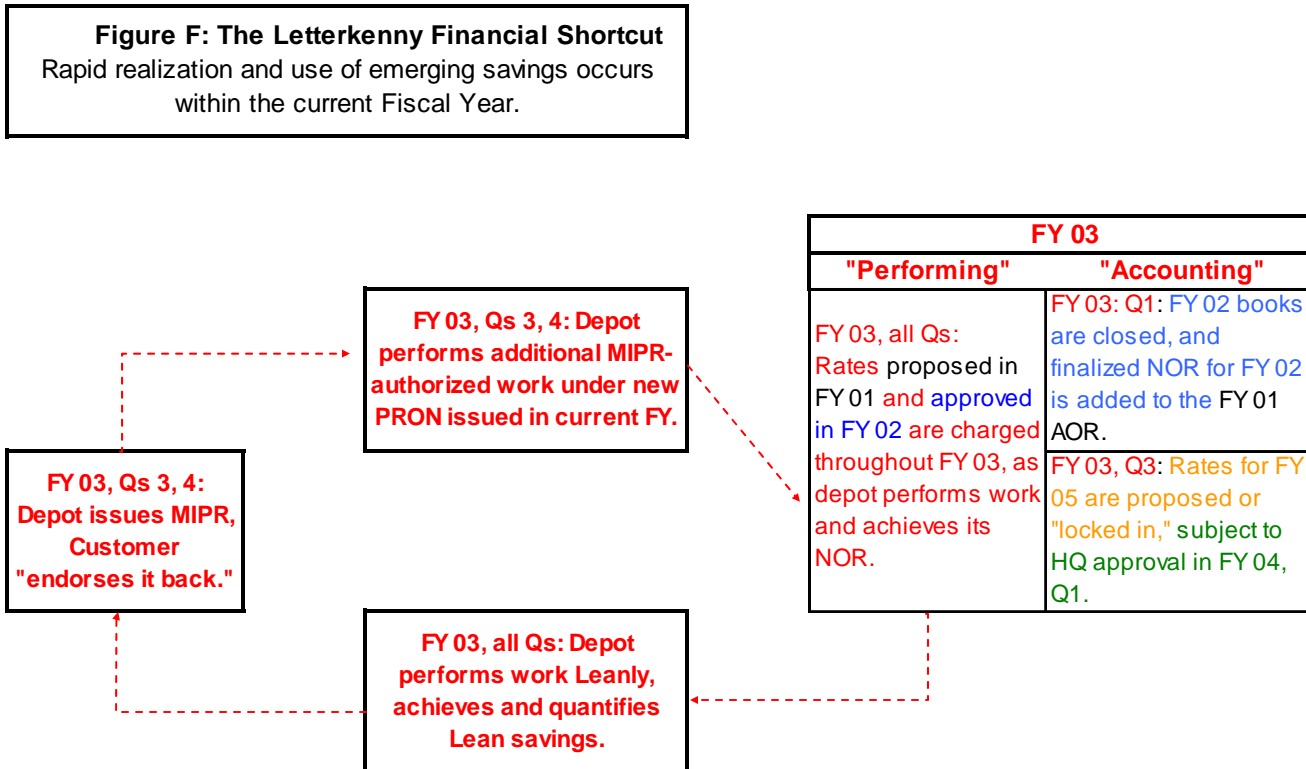 Figure F: The Letterkenny Financial Shortcut
Rapid realization and use of emerging savings occurs
within the current Fiscal Year.
FY 03
"Performing"
"Accounting"
FY 03, all Qs:
Rates proposed in
FY 01 and approved
in FY 02 are charged
throughout FY 03, as
depot performs work
and achieves its
NOR.
FY 03: Q1: FY 02 books
are closed, and
finalized NOR for FY 02
is added to the FY 01
AOR.
FY 03, Q3: Rates for FY
05 are proposed or
"locked in," subject to
HQ approval in FY 04,
Q1.
FY 03, Qs 3, 4: Depot
performs additional MIPR-
authorized work under new
PRON issued in current FY.
FY 03, Qs 3, 4:
Depot issues MIPR,
Customer
"endorses it back."
FY 03, all Qs: Depot
performs work Leanly,
achieves and quantifies
Lean savings.